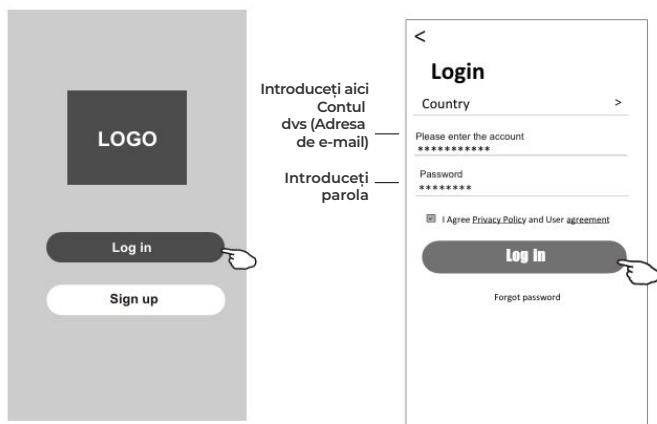 LOGO
Log in
Sign up
Introduceți aici
Contul
dvs (Adresa
de e-mail)
Introduceți
parola
<
Login
Country >
Please enter the account
***********
Password
********
I Agree Privacy Policy and User agreement
Log in
Forgot password